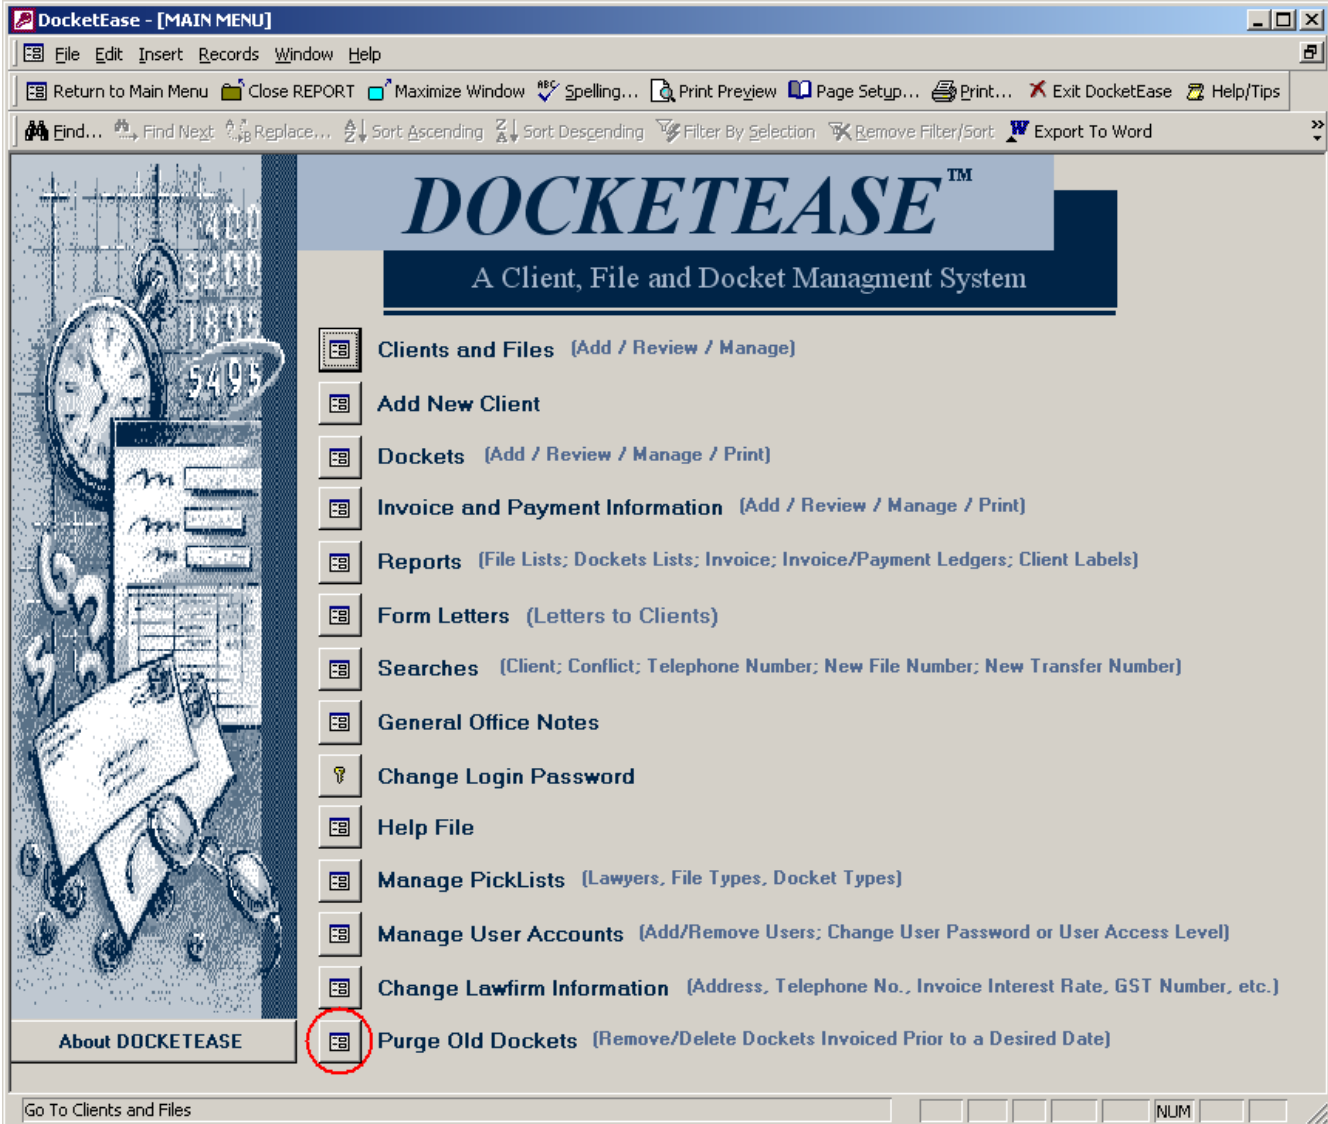 DocketEase - [MAIN MENU]
File Edit Insert Records Window Help
Return to Main Menu Close REPORT Maximize Window ABC Spelling... Print Preview Page Setup... Print... Exit DocketEase Help/Tips
Find... Find Next Replace... Sort Ascending Sort Descending Filter By Selection Remove Filter/Sort Export To Word
DOCKETEASE™
A Client, File and Docket Managment System
400
3200
1895
5495
Clients and Files (Add / Review / Manage)
Add New Client
Dockets (Add / Review / Manage / Print)
Invoice and Payment Information (Add / Review / Manage / Print)
Reports (File Lists; Dockets Lists; Invoice; Invoice/Payment Ledgers; Client Labels)
Form Letters (Letters to Clients)
Searches (Client; Conflict; Telephone Number; New File Number; New Transfer Number)
General Office Notes
Change Login Password
Help File
Manage PickLists (Lawyers, File Types, Docket Types)
Manage User Accounts (Add/Remove Users; Change User Password or User Access Level)
Change Lawfirm Information (Address, Telephone No., Invoice Interest Rate, GST Number, etc.)
About DOCKETEASE
Purge Old Dockets (Remove/Delete Dockets Invoiced Prior to a Desired Date)
Go To Clients and Files NUM